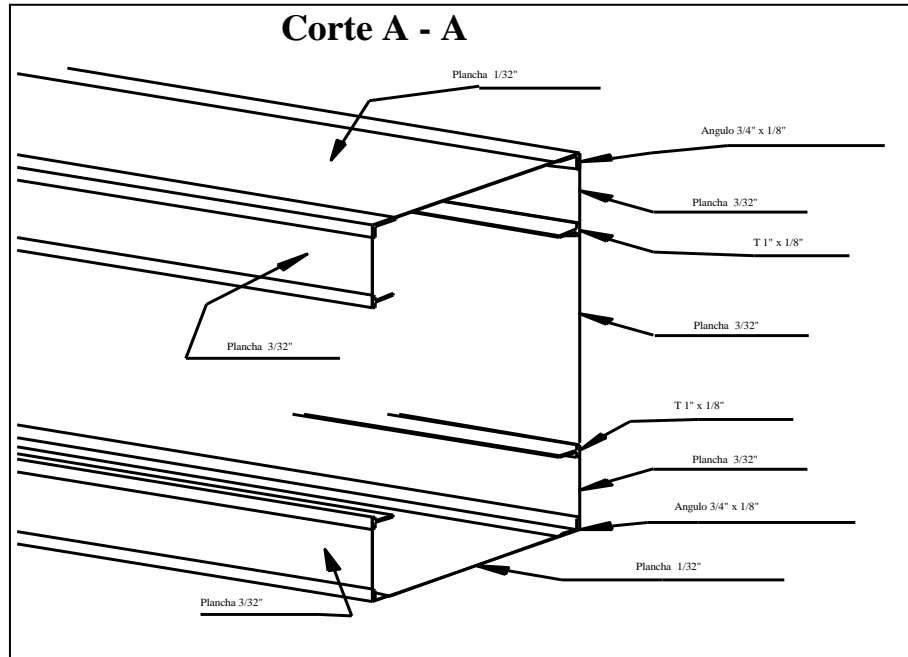 Corte A - A
Plancha 1/32"
Angulo 3/4" x 1/8"
Plancha 3/32"
T 1" x 1/8"
Plancha 3/32"
Plancha 3/32"
T 1" x 1/8"
Plancha 3/32"
Angulo 3/4" x 1/8"
Plancha 1/32"
Plancha 3/32"